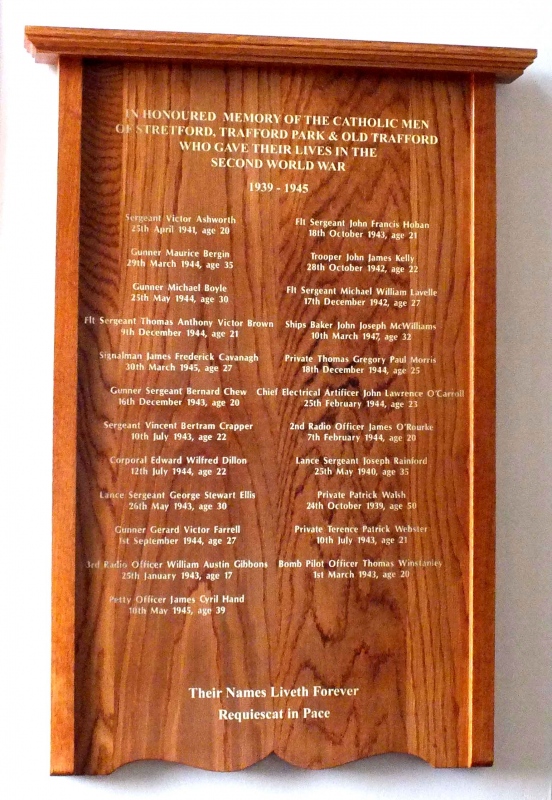 IN HONOURED MEMORY OF THE CATHOLIC MEN
OF STRETFORD, TRAFFORD PARK & OLD TRAFFORD
WHO GAVE THEIR LIVES IN THE
SECOND WORLD WAR
1939 - 1945
Sergeant Victor Ashworth
25th April 1941, age 20
Gunner Maurice Bergin
29th March 1944, age 35
Gunner Michael Boyle
25th May 1944, age 30
Flt Sergeant Thomas Anthony Victor Brown
9th December 1944, age 21
Signalman James Frederick Cavanagh
30th March 1945, age 27
Gunner Sergeant Bernard Chew
16th December 1943, age 20
Sergeant Vincent Bertram Crapper
10th July 1943, age 22
Corporal Edward Wilfred Dillon
12th July 1944, age 22
Lance Sergeant George Stewart Ellis
26th May 1943, age 30
Gunner Gerard Victor Farrell
1st September 1944, age 27
3rd Radio Officer William Austin Gibbons
25th January 1943, age 17
Petty Officer James Cyril Hand
10th May 1945, age 39
Flt Sergeant John Francis Hohan
18th October 1943, age 21
Trooper John James Kelly
28th October 1942, age 22
Flt Sergeant Michael William Lavelle
17th December 1942, age 27
Ships Baker John Joseph McWilliams
10th March 1947, age 32
Private Thomas Gregory Paul Morris
18th December 1944, age 25
Chief Electrical Artificer John Lawrence O'Carroll
25th February 1944, age 23
2nd Radio Officer James O'Rourke
7th February 1944, age 20
Lance Sergeant Joseph Rainford
25th May 1940, age 35
Private Patrick Walsh
24th October 1939, age 50
Private Terence Patrick Webster
10th July 1943, age 21
Bomb Pilot Officer Thomas Winstanley
1st March 1943, age 20
Their Names Liveth Forever
Requiescat in Pace